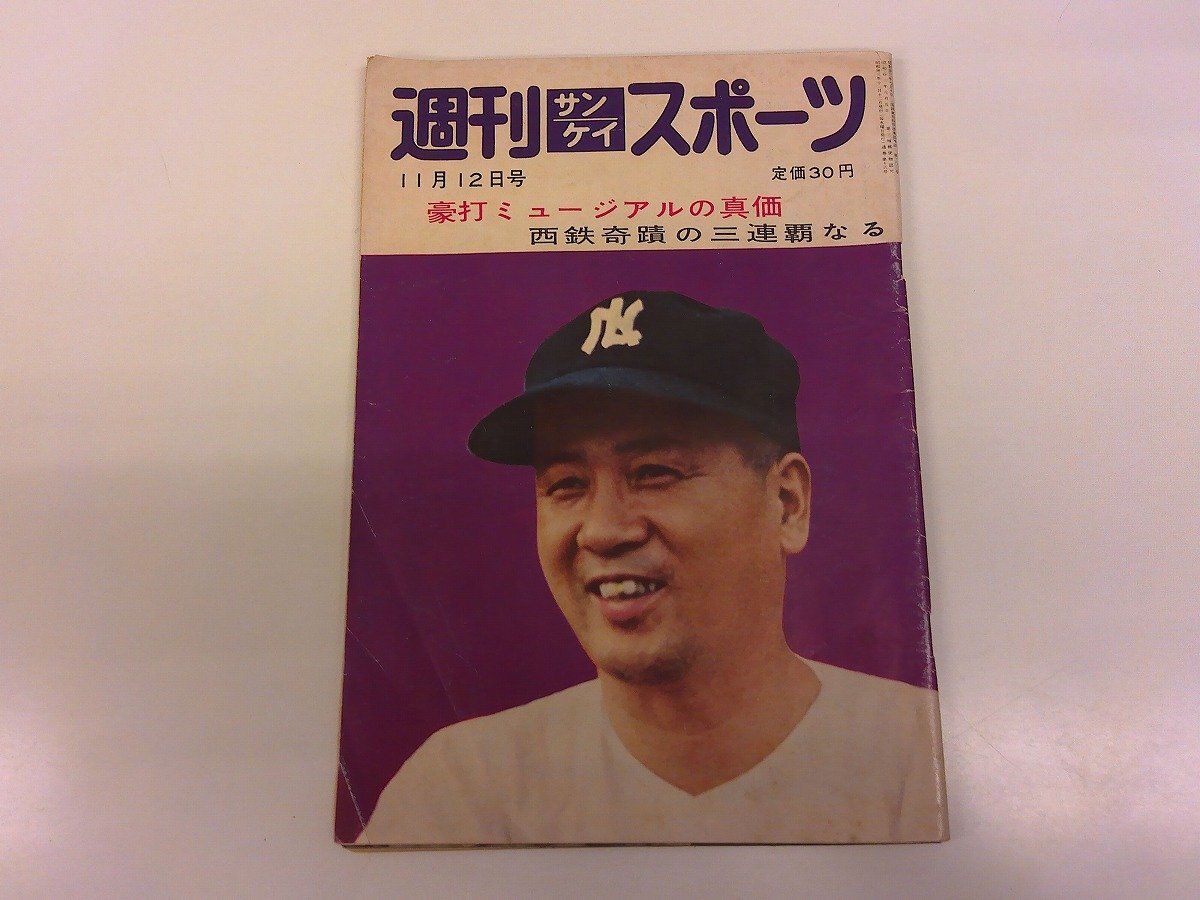 週刊サンケイスポーツ
11月12日号
定価30円
豪打ミュージアルの真価
西鉄奇蹟の三連覇なる